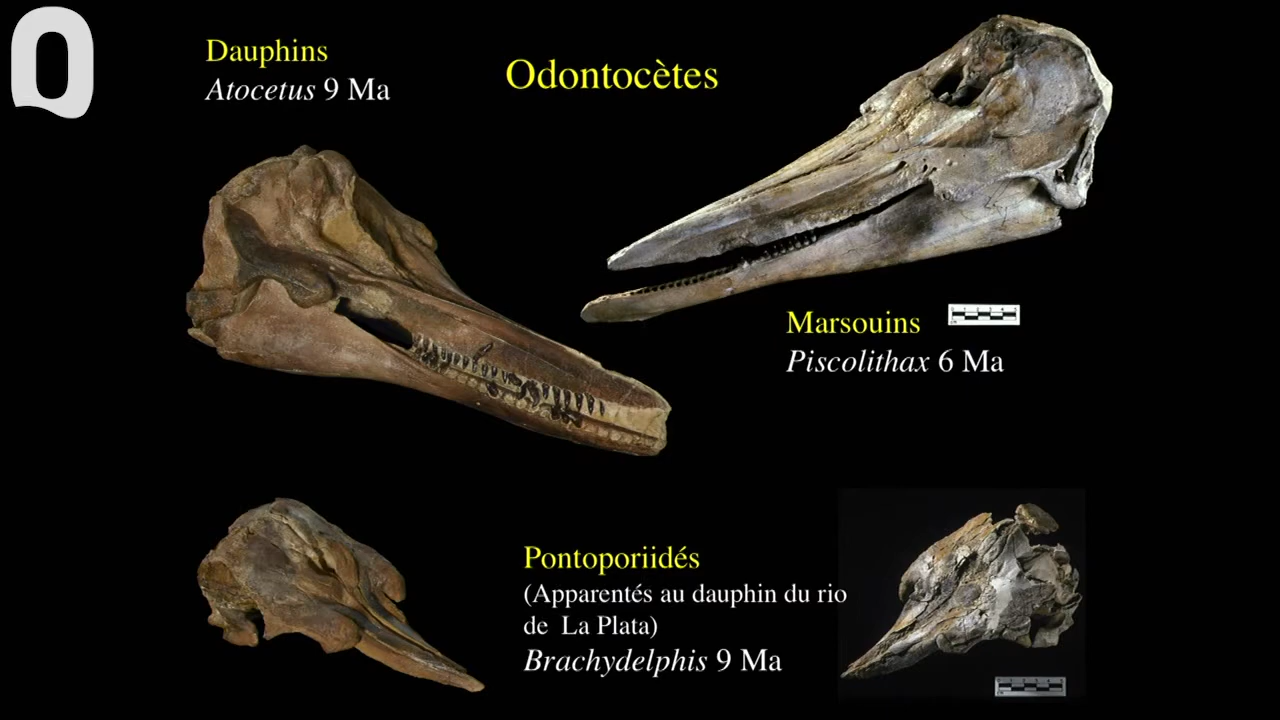 Q
Dauphins
Atocetus 9 Ma
Odontocètes
Marsouins
Piscolithax 6 Ma
Pontoporiidés
(Apparentés au dauphin du rio
de La Plata)
Brachydelphis 9 Ma